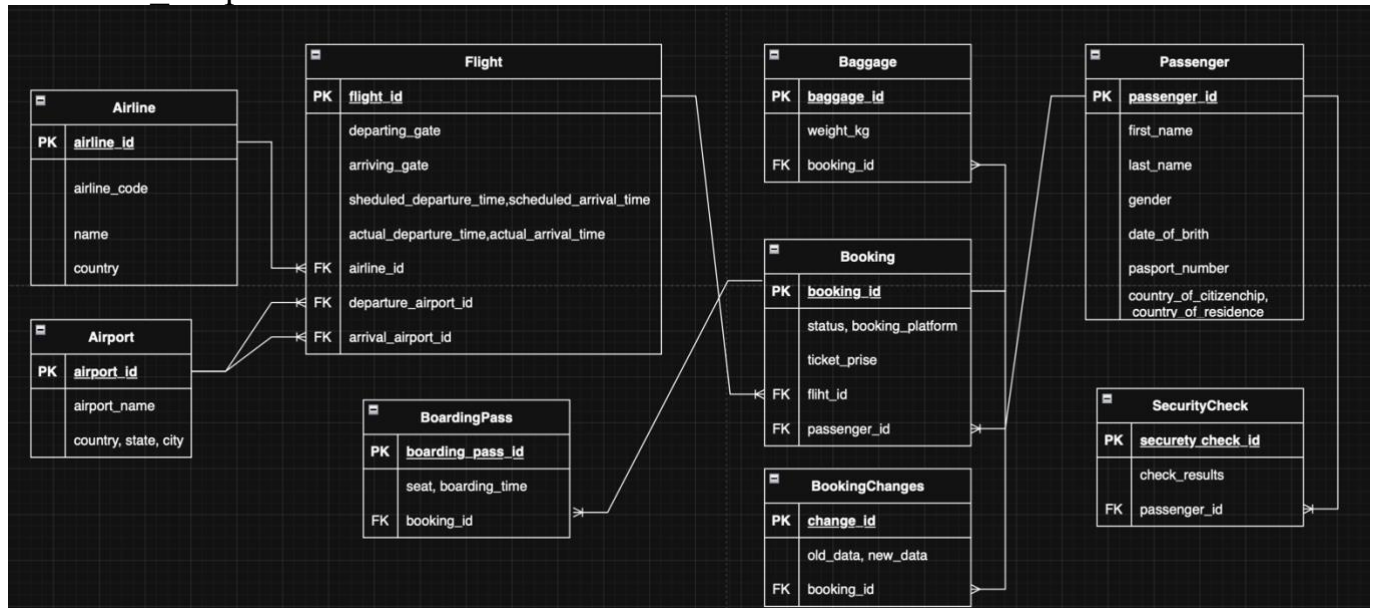 Airline
PK airline_id
airline_code
name
country
Airport
PK airport_id
airport_name
country, state, city
Flight
PK flight_id
departing_gate
arriving_gate
sheduled_departure_time,scheduled_arrival_time
actual_departure_time,actual_arrival_time
FK airline_id
FK departure_airport_id
FK arrival_airport_id
BoardingPass
PK boarding_pass_id
seat, boarding_time
FK booking_id
Baggage
PK baggage_id
weight_kg
FK booking_id
Booking
PK booking_id
status, booking_platform
ticket_prise
FK fliht_id
FK passenger_id
BookingChanges
PK change_id
old_data, new_data
FK booking_id
Passenger
PK passenger_id
first_name
last_name
gender
date_of_brith
pasport_number
country_of_citizenchip,
country_of_residence
SecurityCheck
PK securety_check_id
check_results
FK passenger_id